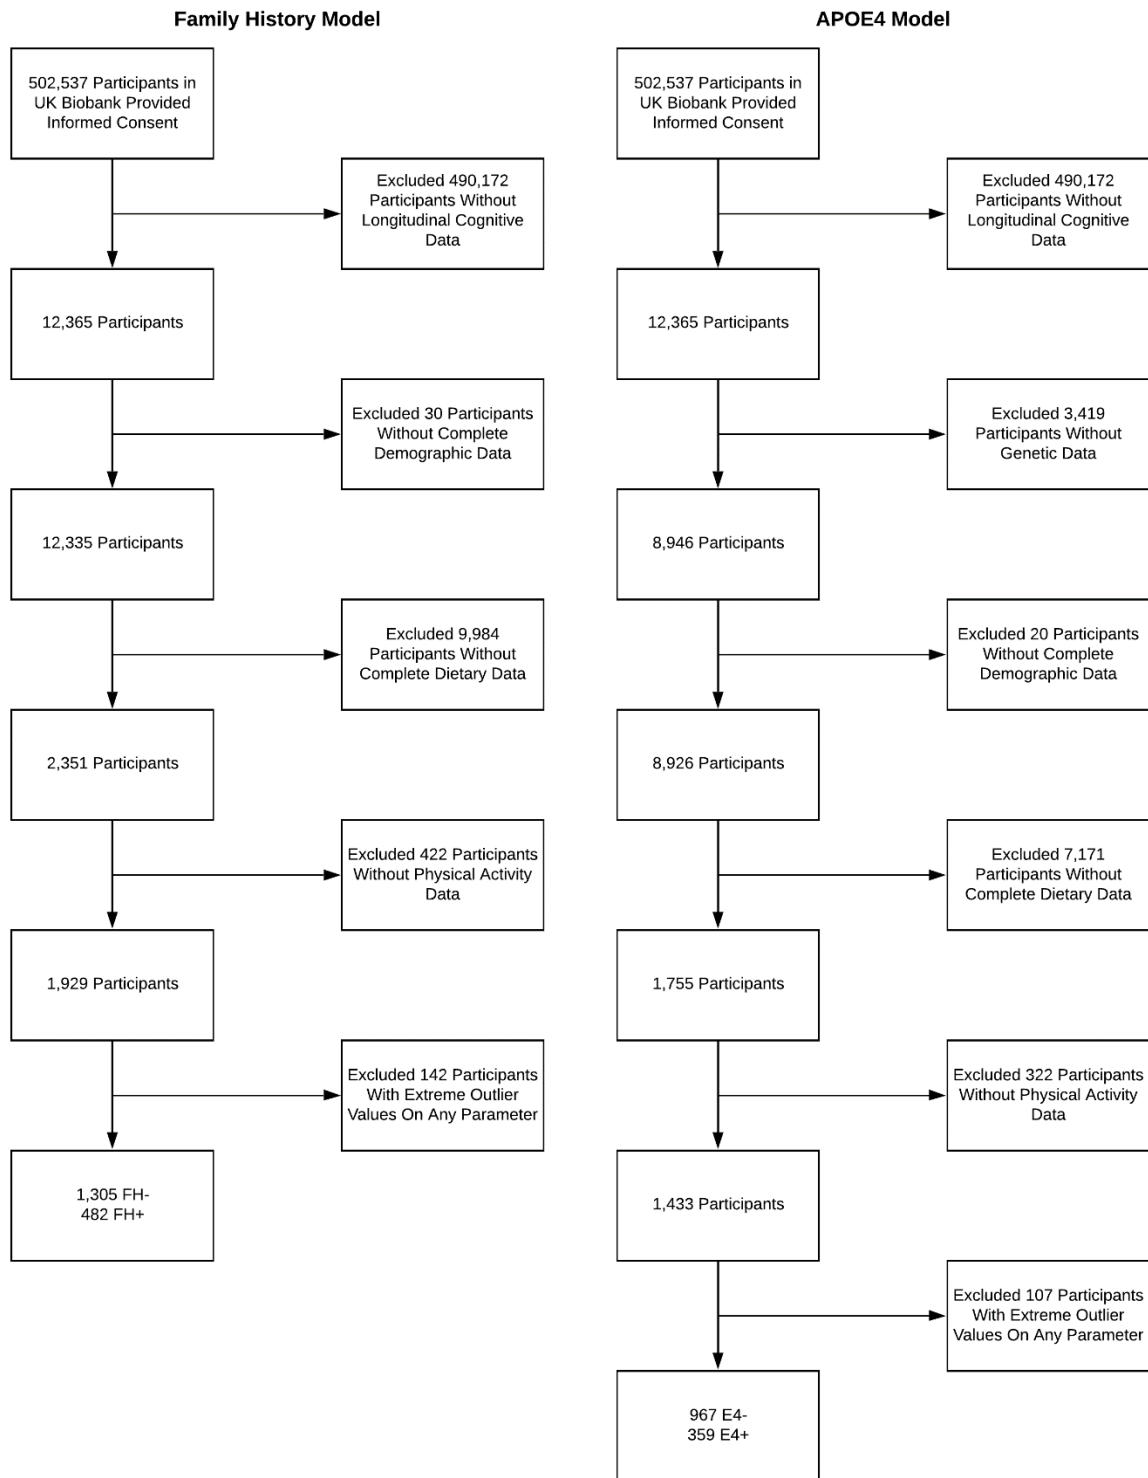 Family History Model
502,537 Participants in
UK Biobank Provided
Informed Consent
Excluded 490,172
Participants Without
Longitudinal Cognitive
Data
12,365 Participants
Excluded 30 Participants
Without Complete
Demographic Data
12,335 Participants
Excluded 9,984
Participants Without
Complete Dietary Data
2,351 Participants
Excluded 422 Participants
Without Physical Activity
Data
1,929 Participants
Excluded 142 Participants
With Extreme Outlier
Values On Any Parameter
1,305 FH-
482 FH+
APOE4 Model
502,537 Participants in
UK Biobank Provided
Informed Consent
Excluded 490,172
Participants Without
Longitudinal Cognitive
Data
12,365 Participants
Excluded 3,419
Participants Without
Genetic Data
8,946 Participants
Excluded 20 Participants
Without Complete
Demographic Data
8,926 Participants
Excluded 7,171
Participants Without
Complete Dietary Data
1,755 Participants
Excluded 322 Participants
Without Physical Activity
Data
1,433 Participants
Excluded 107 Participants
With Extreme Outlier
Values On Any Parameter
967 E4-
359 E4+